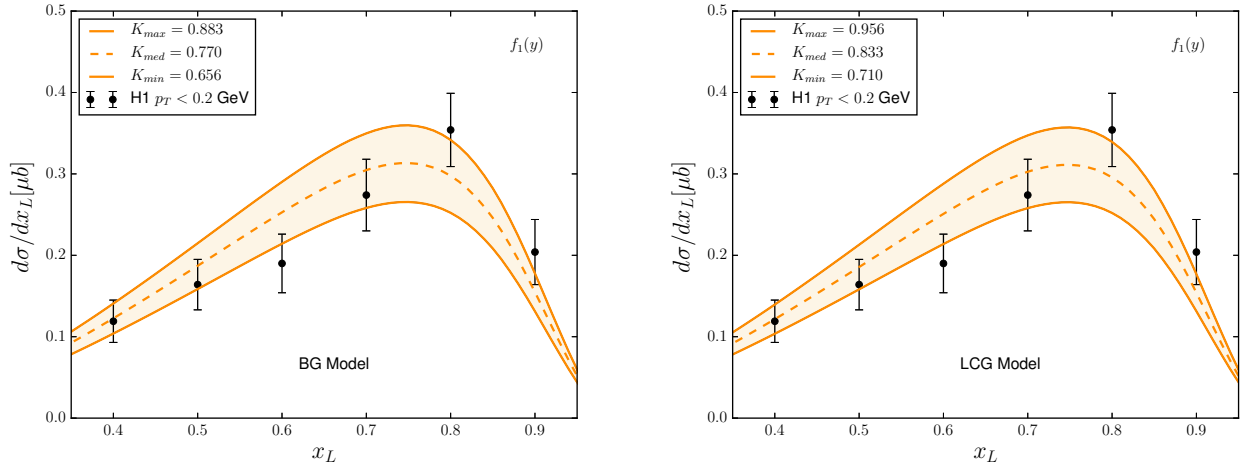 0.5
0.4
0.3
0.2
0.1
0.0
dσ/dx_L[μb]
K_max = 0.883
K_med = 0.770
K_min = 0.656
H1 p_T < 0.2 GeV
f_1(y)
BG Model
0.4 0.5 0.6 0.7 0.8 0.9
x_L
0.5
0.4
0.3
0.2
0.1
0.0
dσ/dx_L[μb]
K_max = 0.956
K_med = 0.833
K_min = 0.710
H1 p_T < 0.2 GeV
f_1(y)
LCG Model
0.4 0.5 0.6 0.7 0.8 0.9
x_L